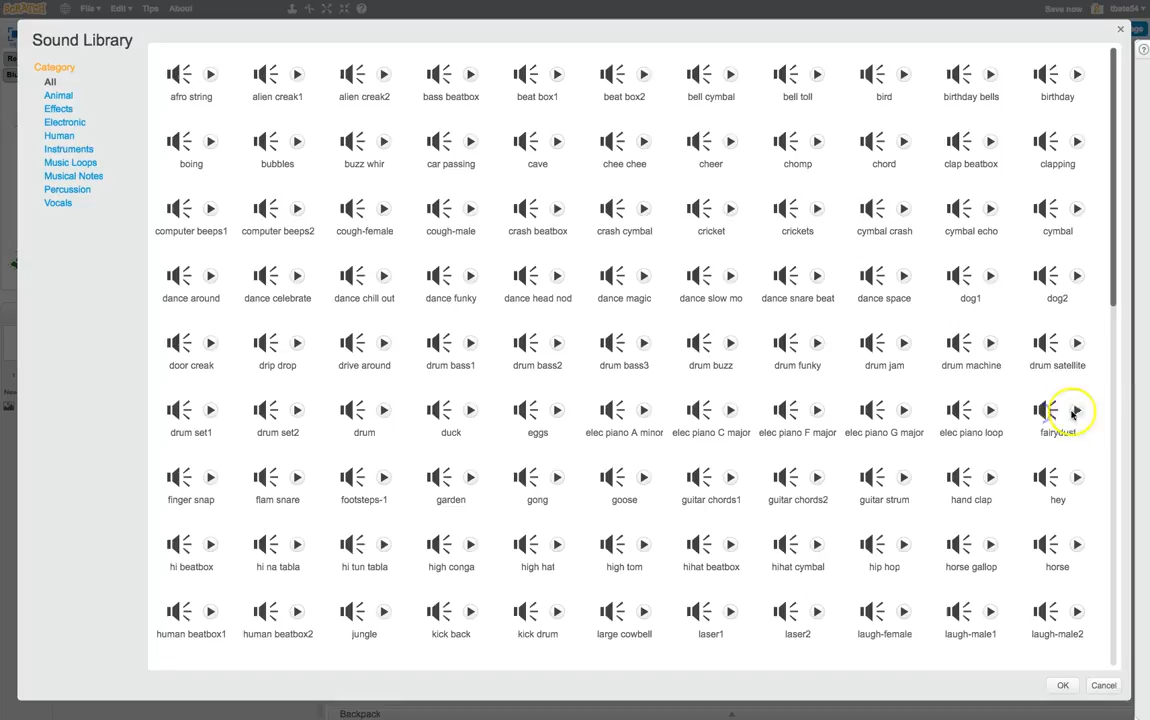 SCRATCH File Edit Tips About Save now tbate54
Sound Library
Category
All
Animal
Effects
Electronic
Human
Instruments
Music Loops
Musical Notes
Percussion
Vocals
afro string alien creak1 alien creak2 bass beatbox beat box1 beat box2 bell cymbal bell toll bird birthday bells birthday
boing bubbles buzz whir car passing cave chee chee cheer chomp chord clap beatbox clapping
computer beeps1 computer beeps2 cough-female cough-male crash beatbox crash cymbal cricket crickets cymbal crash cymbal echo cymbal
dance around dance celebrate dance chill out dance funky dance head nod dance magic dance slow mo dance snare beat dance space dog1 dog2
door creak drip drop drive around drum bass1 drum bass2 drum bass3 drum buzz drum funky drum jam drum machine drum satellite
drum set1 drum set2 drum duck eggs elec piano A minor elec piano C major elec piano F major elec piano G major elec piano loop fairydust
finger snap flam snare footsteps-1 garden gong goose guitar chords1 guitar chords2 guitar strum hand clap hey
hi beatbox hi na tabla hi tun tabla high conga high hat high tom hihat beatbox hihat cymbal hip hop horse gallop horse
human beatbox1 human beatbox2 jungle kick back kick drum large cowbell laser1 laser2 laugh-female laugh-male1 laugh-male2
OK Cancel
Backpack